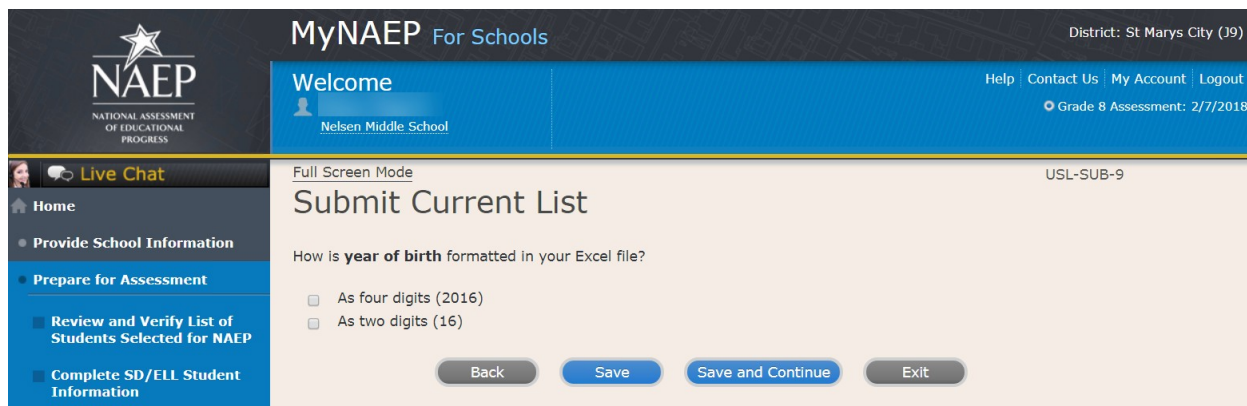 NAEP
NATIONAL ASSESSMENT
OF EDUCATIONAL
PROGRESS
MyNAEP For Schools
District: St Marys City (J9)
Welcome
Nelsen Middle School
Help Contact Us My Account Logout
Grade 8 Assessment: 2/7/2018
Live Chat
Home
Provide School Information
Prepare for Assessment
Review and Verify List of
Students Selected for NAEP
Complete SD/ELL Student
Information
Full Screen Mode
USL-SUB-9
Submit Current List
How is year of birth formatted in your Excel file?
As four digits (2016)
As two digits (16)
Back Save Save and Continue Exit